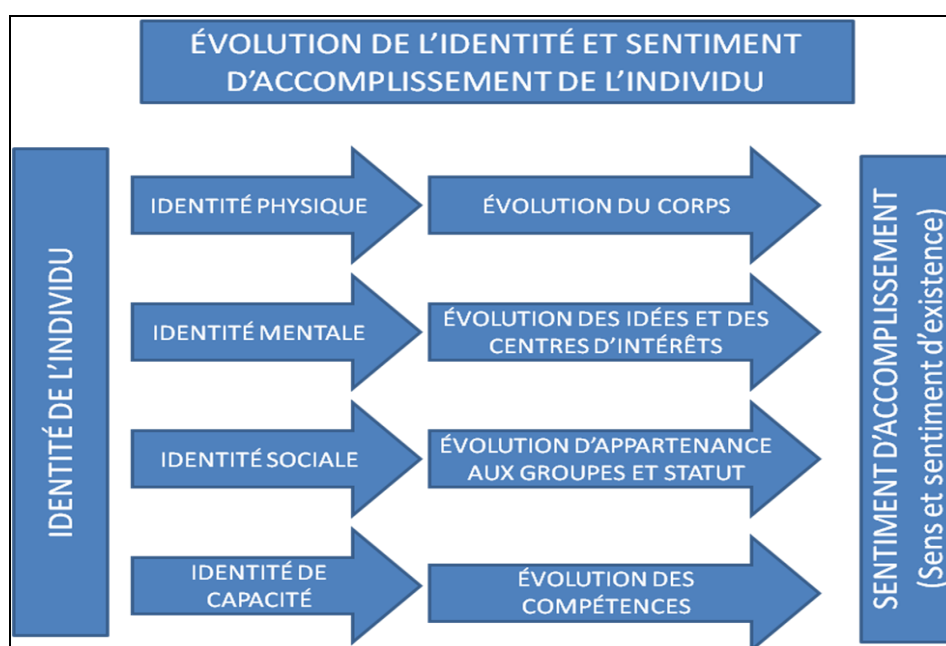 ÉVOLUTION DE L'IDENTITÉ ET SENTIMENT
D'ACCOMPLISSEMENT DE L'INDIVIDU
IDENTITÉ DE L'INDIVIDU
IDENTITÉ PHYSIQUE
ÉVOLUTION DU CORPS
IDENTITÉ MENTALE
ÉVOLUTION DES IDÉES ET DES
CENTRES D'INTÉRÊTS
IDENTITÉ SOCIALE
ÉVOLUTION D'APPARTENANCE
AUX GROUPES ET STATUT
IDENTITÉ DE
CAPACITÉ
ÉVOLUTION DES
COMPÉTENCES
SENTIMENT D'ACCOMPLISSEMENT
(Sens et sentiment d'existence)